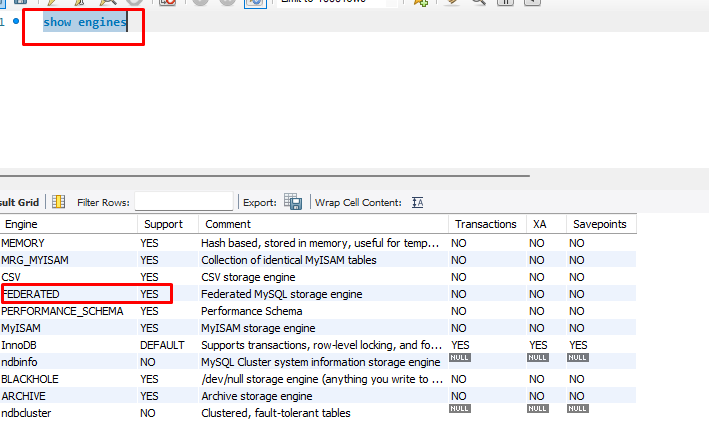 1 show engines
Result Grid Filter Rows: Export: Wrap Cell Content: IA
Engine Support Comment Transactions XA Savepoints
MEMORY YES Hash based, stored in memory, useful for temp... NO NO NO
MRG_MYISAM YES Collection of identical MyISAM tables NO NO NO
CSV YES CSV storage engine NO NO NO
FEDERATED YES Federated MySQL storage engine NO NO NO
PERFORMANCE_SCHEMA YES Performance Schema NO NO NO
MyISAM YES MyISAM storage engine NO NO NO
InnoDB DEFAULT Supports transactions, row-level locking, and fo... YES YES YES
ndbinfo NO MySQL Cluster system information storage engine NULL NULL NULL
BLACKHOLE YES /dev/null storage engine (anything you write to ... NO NO NO
ARCHIVE YES Archive storage engine NO NO NO
ndbcluster NO Clustered, fault-tolerant tables NULL NULL NULL